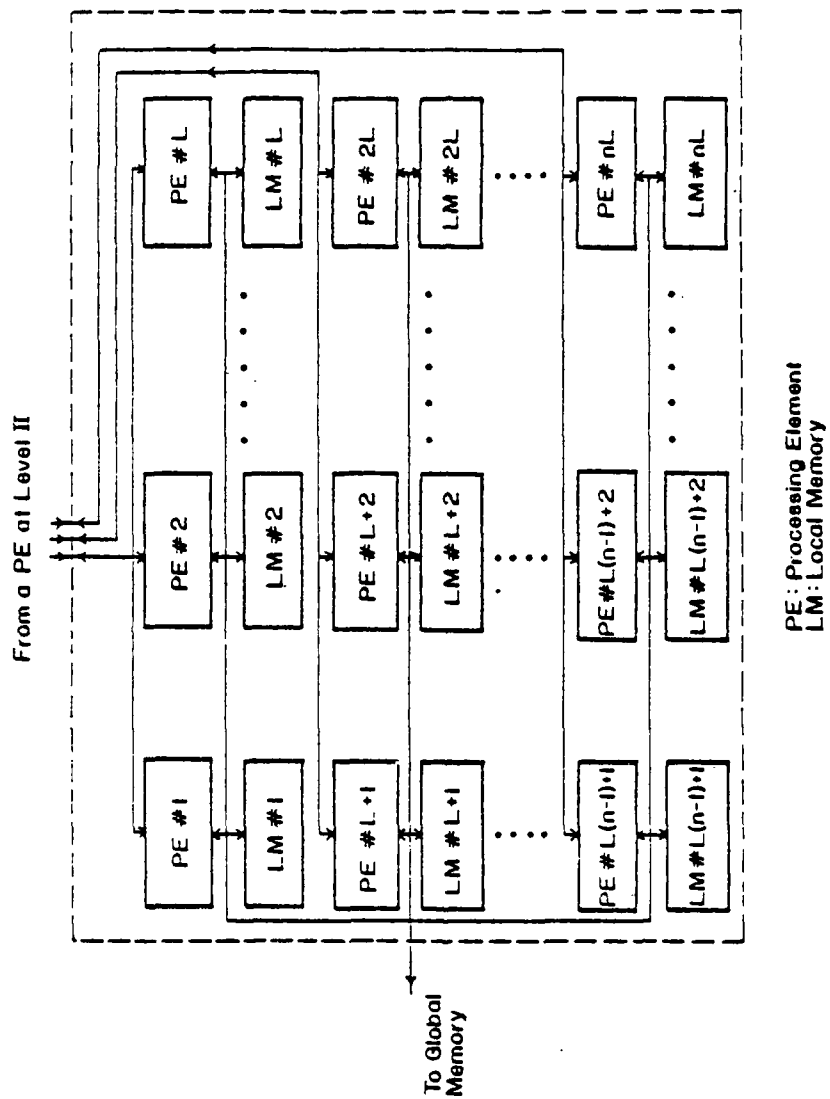 From a PE at Level II
PE #1
PE #2
PE #L
LM #1
LM #2
LM #L
PE #L+1
PE #L+2
PE # 2L
LM #L+1
LM #L+2
LM # 2L
PE #L(n-1)+1
PE #L(n-1)+2
PE #nL
LM #L(n-1)+1
LM #L(n-1)+2
LM #nL
To Global
Memory
PE : Processing Element
LM : Local Memory